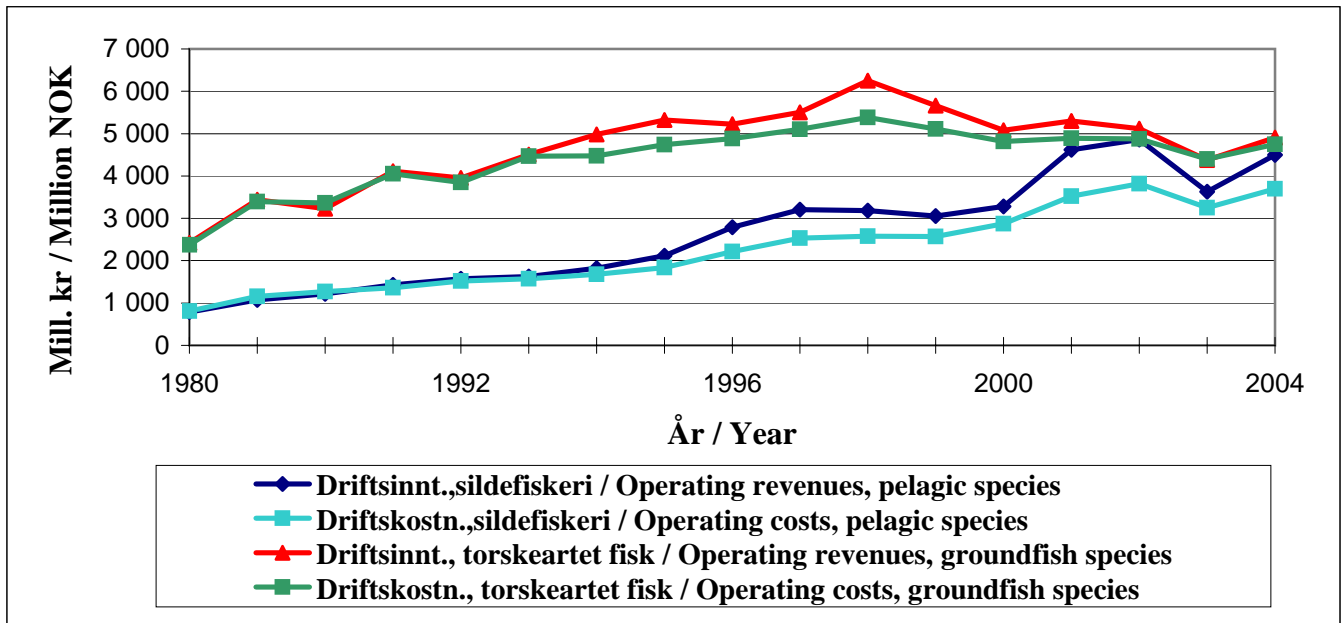 7 000
6 000
5 000
4 000
3 000
2 000
1 000
0
Mill. kr / Million NOK
1980 1992 1996 2000 2004
År / Year
Driftsinnt.,sildefiskeri / Operating revenues, pelagic species
Driftskostn.,sildefiskeri / Operating costs, pelagic species
Driftsinnt., torskeartet fisk / Operating revenues, groundfish species
Driftskostn., torskeartet fisk / Operating costs, groundfish species